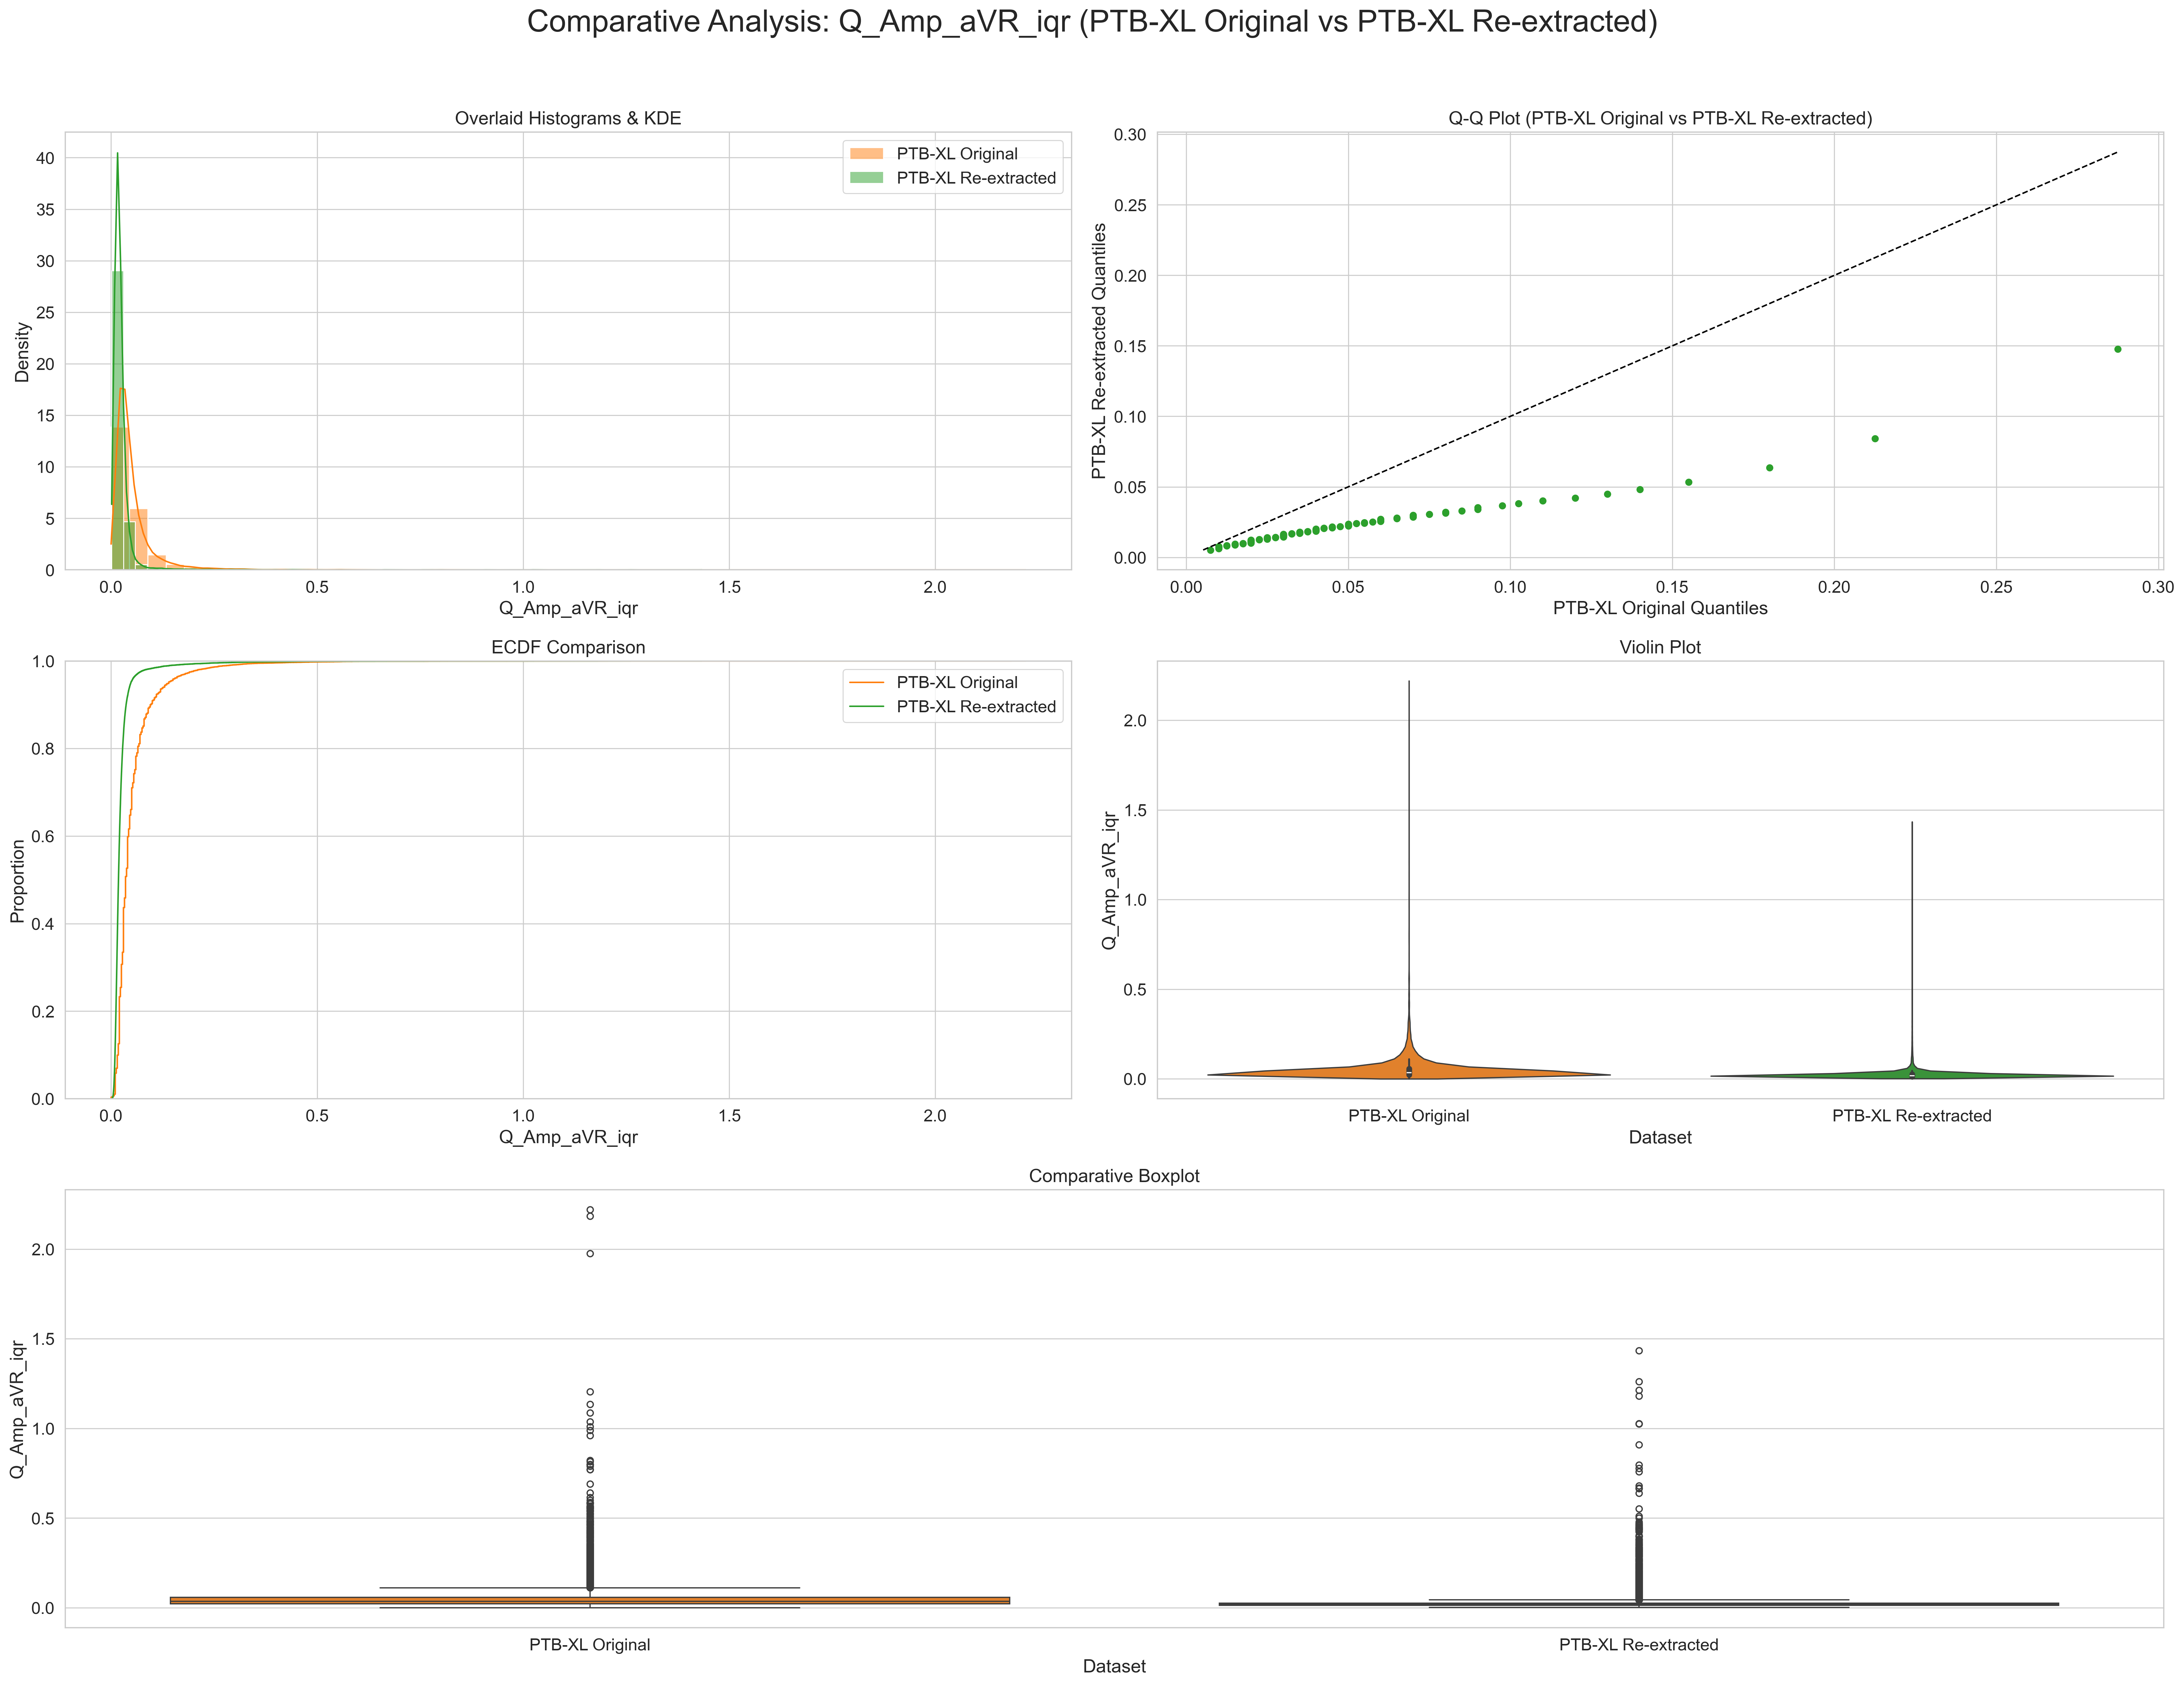 Comparative Analysis: Q_Amp_aVR_iqr (PTB-XL Original vs PTB-XL Re-extracted)
Overlaid Histograms & KDE
PTB-XL Original
PTB-XL Re-extracted
Density
40
35
30
25
20
15
10
5
0
0.0 0.5 1.0 1.5 2.0
Q_Amp_aVR_iqr
Q-Q Plot (PTB-XL Original vs PTB-XL Re-extracted)
PTB-XL Re-extracted Quantiles
0.30
0.25
0.20
0.15
0.10
0.05
0.00
0.00 0.05 0.10 0.15 0.20 0.25 0.30
PTB-XL Original Quantiles
ECDF Comparison
PTB-XL Original
PTB-XL Re-extracted
Proportion
1.0
0.8
0.6
0.4
0.2
0.0
0.0 0.5 1.0 1.5 2.0
Q_Amp_aVR_iqr
Violin Plot
Q_Amp_aVR_iqr
2.0
1.5
1.0
0.5
0.0
PTB-XL Original PTB-XL Re-extracted
Dataset
Comparative Boxplot
Q_Amp_aVR_iqr
2.0
1.5
1.0
0.5
0.0
PTB-XL Original PTB-XL Re-extracted
Dataset